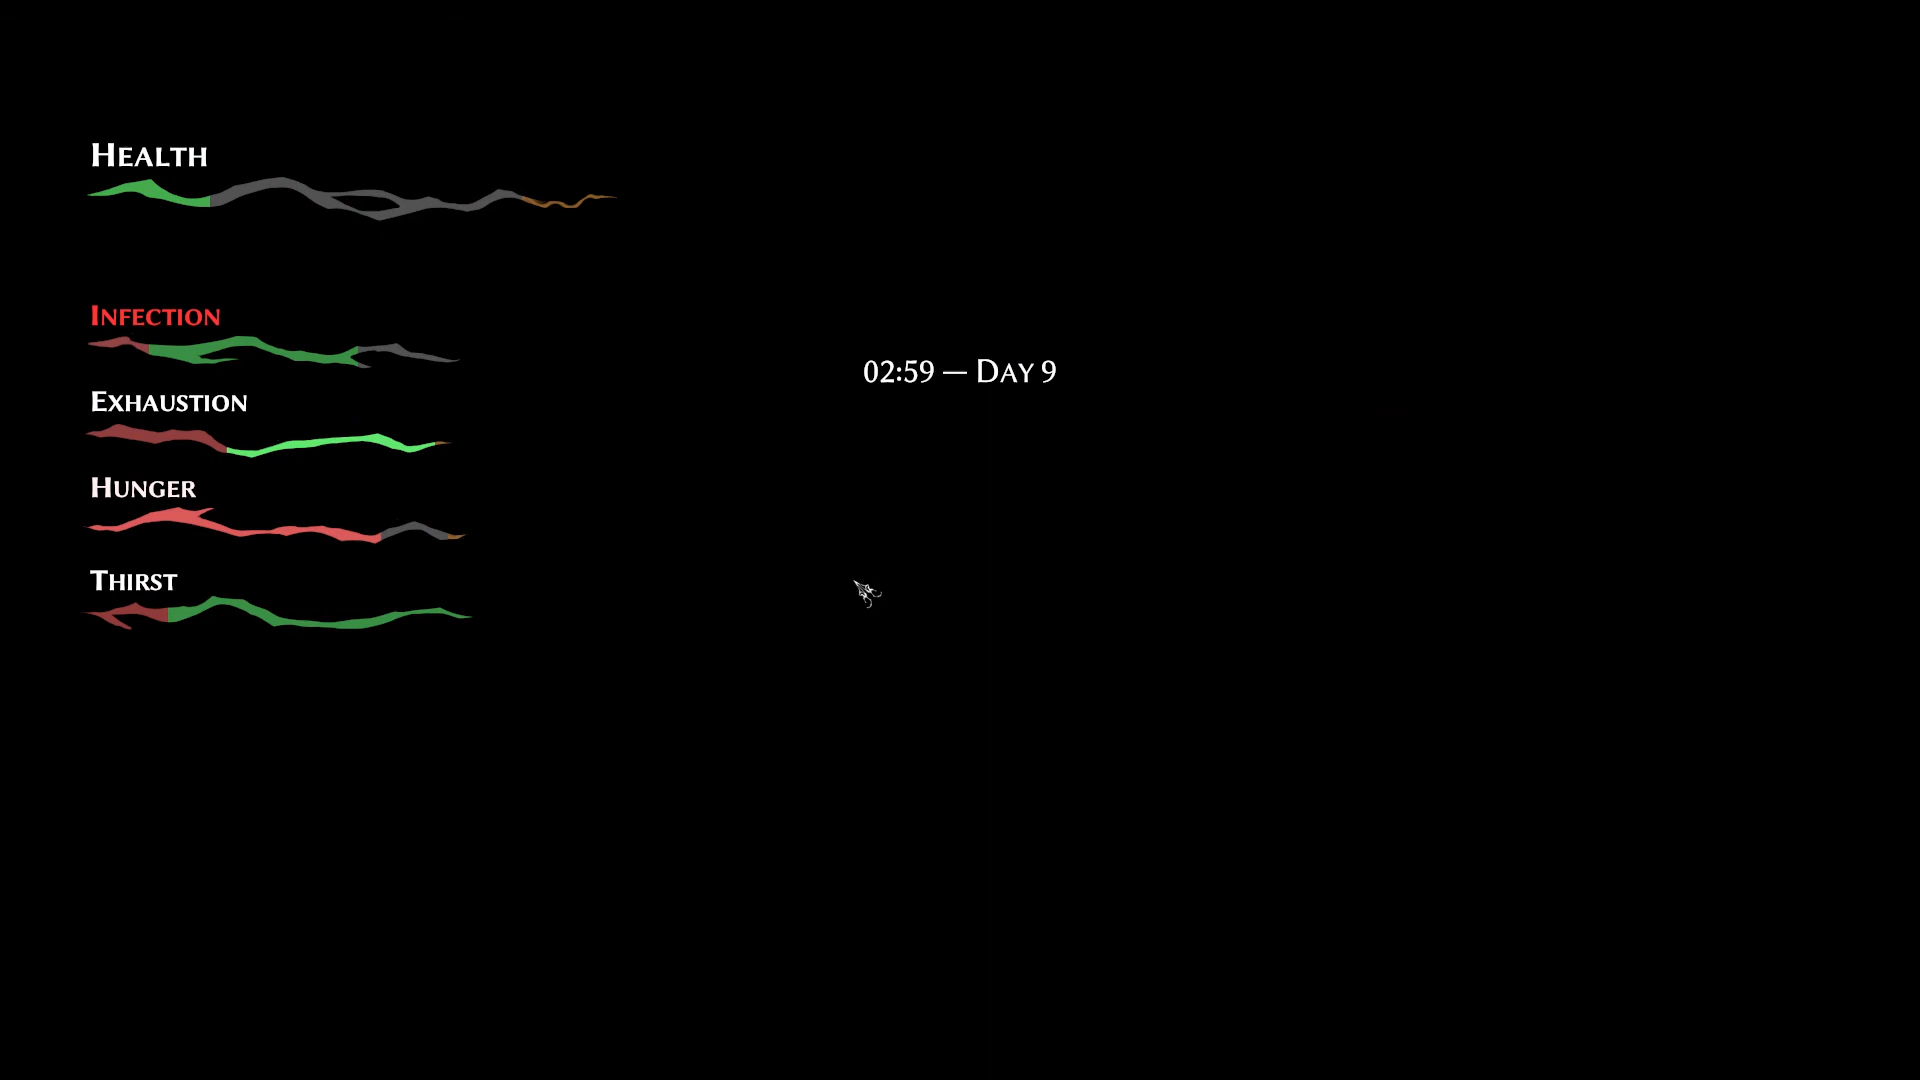 Health
Infection
02:59 — Day 9
Exhaustion
Hunger
Thirst